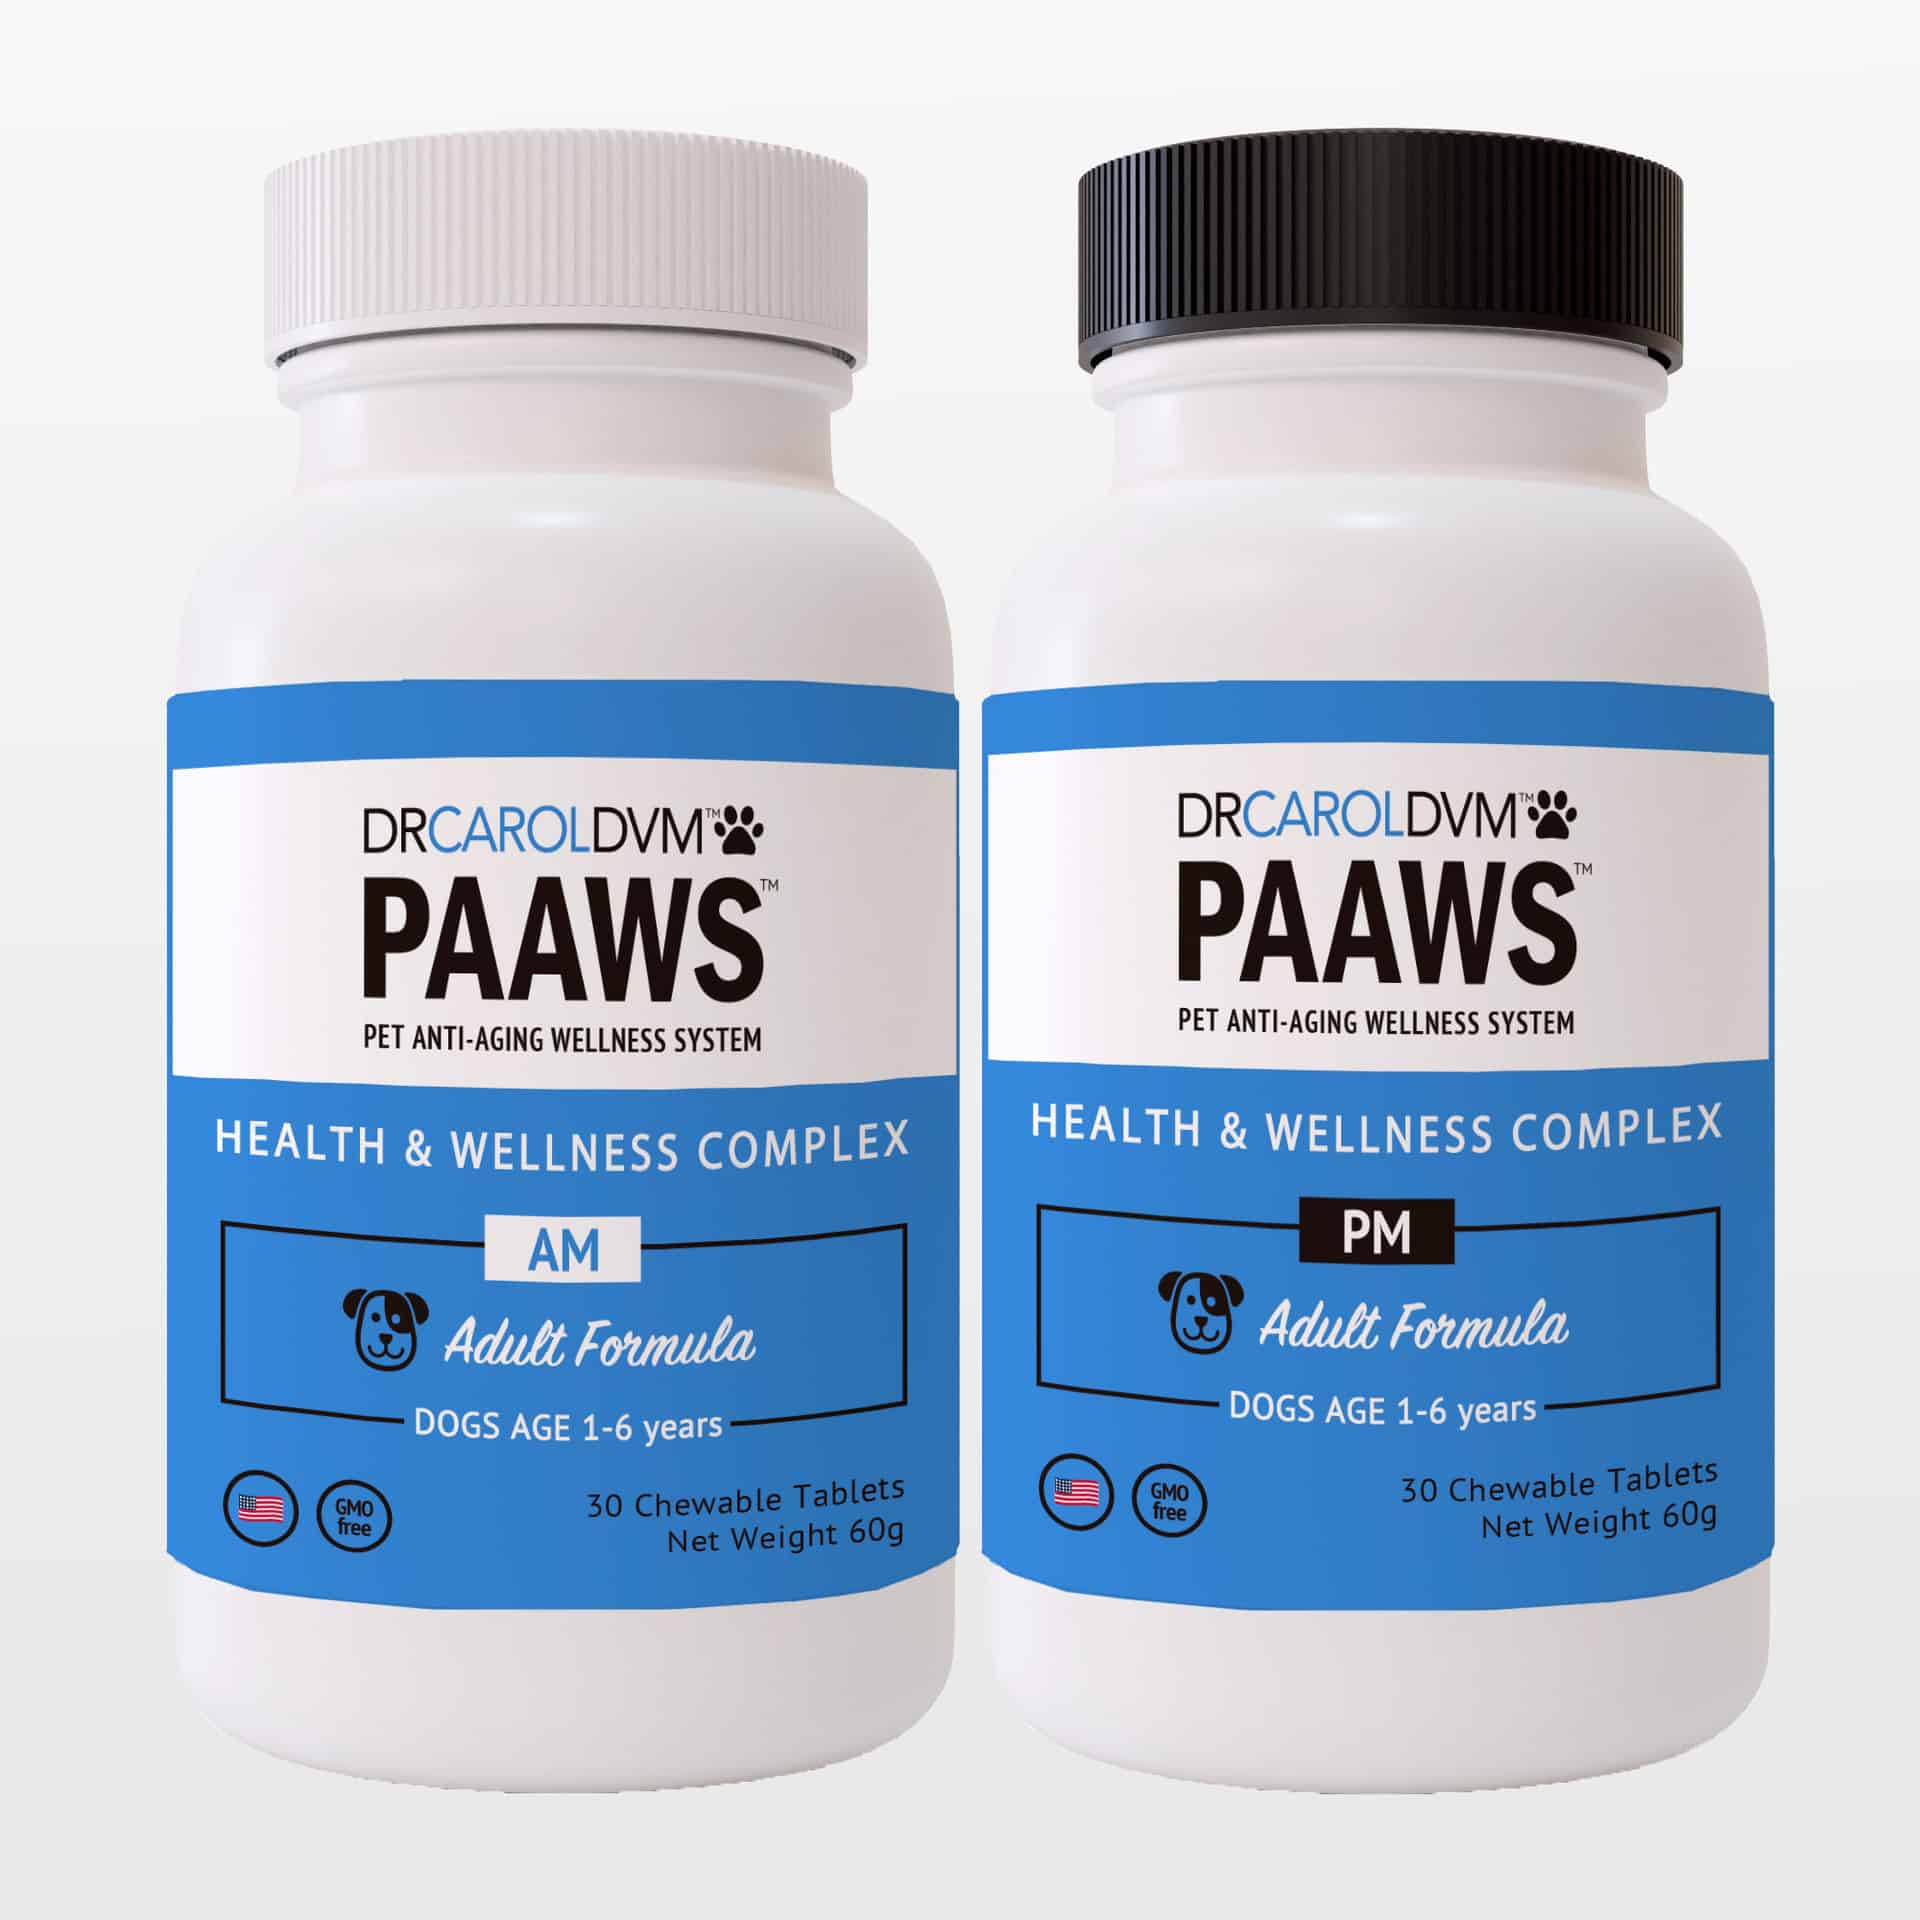 DRCAROLDVM™
PAAWS™
PET ANTI-AGING WELLNESS SYSTEM
HEALTH & WELLNESS COMPLEX
AM
Adult Formula
DOGS AGE 1-6 years
GMO
free
30 Chewable Tablets
Net Weight 60g
DRCAROLDVM™
PAAWS™
PET ANTI-AGING WELLNESS SYSTEM
HEALTH & WELLNESS COMPLEX
PM
Adult Formula
DOGS AGE 1-6 years
GMO
free
30 Chewable Tablets
Net Weight 60g